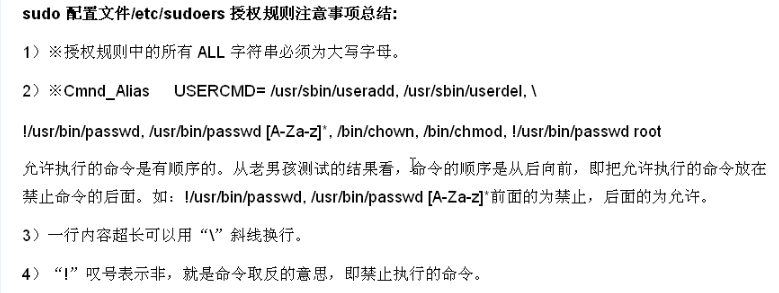 sudo 配置文件/etc/sudoers 授权规则注意事项总结:
1）※授权规则中的所有 ALL 字符串必须为大写字母。
2）※Cmnd_Alias USERCMD= /usr/sbin/useradd, /usr/sbin/userdel, \
!/usr/bin/passwd, /usr/bin/passwd [A-Za-z]*, /bin/chown, /bin/chmod, !/usr/bin/passwd root
允许执行的命令是有顺序的。从老男孩测试的结果看，命令的顺序是从后向前，即把允许执行的命令放在
禁止命令的后面。如：!/usr/bin/passwd, /usr/bin/passwd [A-Za-z]*前面的为禁止，后面的为允许。
3）一行内容超长可以用“\”斜线换行。
4）“!”叹号表示非，就是命令取反的意思，即禁止执行的命令。